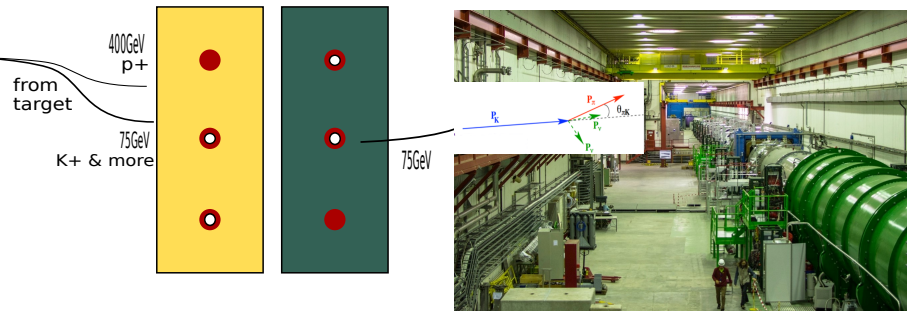 400GeV
p+
from
target
75GeV
K+ & more
75GeV
P_K
P_π
θ_πK
P_ν
P_ν